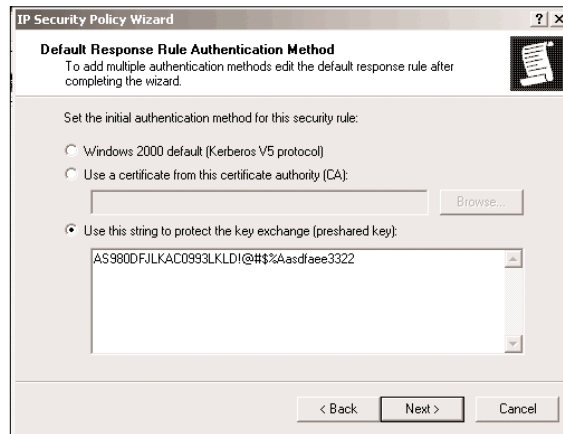 IP Security Policy Wizard
Default Response Rule Authentication Method
To add multiple authentication methods edit the default response rule after
completing the wizard.
Set the initial authentication method for this security rule:
Windows 2000 default (Kerberos V5 protocol)
Use a certificate from this certificate authority (CA):
Browse...
Use this string to protect the key exchange (preshared key):
AS980DFJLKAC0993LKLD!@#$%Aasdfaee3322
< Back
Next >
Cancel